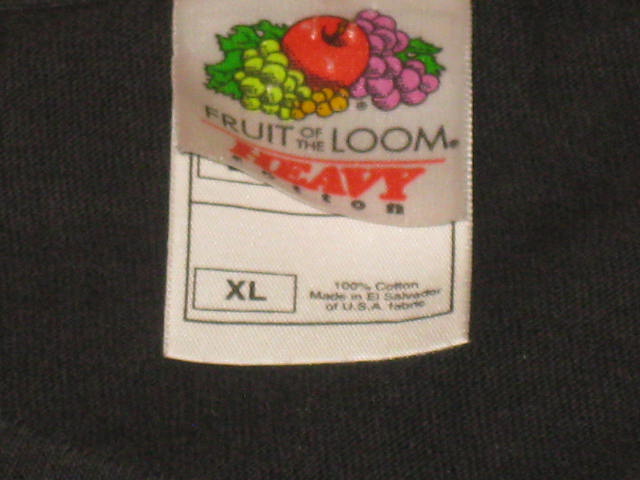 FRUIT OF THE LOOM®
HEAVY
cotton
XL
100% Cotton
Made in El Salvador
of U.S.A. fabric